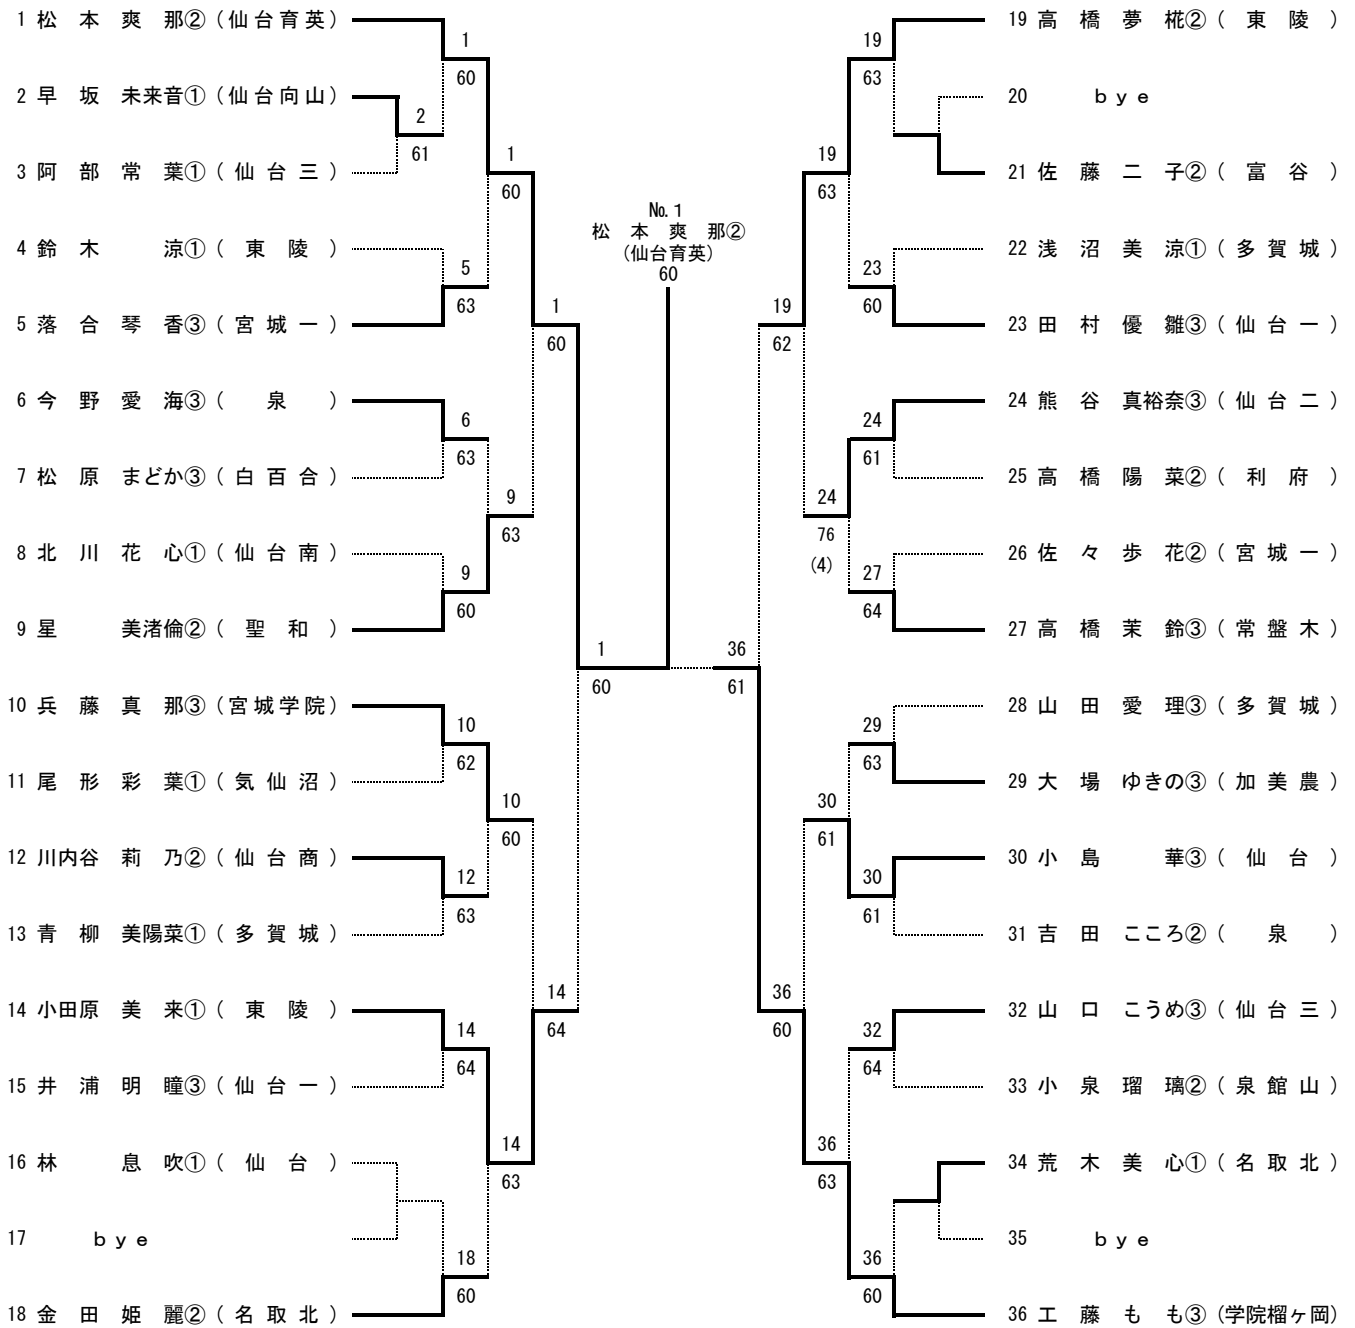 1 松 本 爽 那② (仙台育英)
2 早 坂 未来音① (仙台向山)
3 阿 部 常 葉① ( 仙 台 三 )
4 鈴 木 涼① ( 東 陵 )
5 落 合 琴 香③ ( 宮 城 一 )
6 今 野 愛 海③ ( 泉 )
7 松 原 まどか③ ( 白 百 合 )
8 北 川 花 心① ( 仙 台 南 )
9 星 美渚倫② ( 聖 和 )
10 兵 藤 真 那③ (宮城学院)
11 尾 形 彩 葉① ( 気 仙 沼 )
12 川内谷 莉 乃② ( 仙 台 商 )
13 青 柳 美陽菜① ( 多 賀 城 )
14 小田原 美 来① ( 東 陵 )
15 井 浦 明 瞳③ ( 仙 台 一 )
16 林 息 吹① ( 仙 台 )
17 ｂｙｅ
18 金 田 姫 麗② ( 名 取 北 )
2
61
1
60
5
63
6
63
9
60
10
62
12
63
14
64
18
60
1
60
9
63
10
60
14
63
1
60
14
64
1
60
№.1
松 本 爽 那②
(仙台育英)
60
36
61
19
62
36
60
19
63
24
76
(4)
30
61
36
63
19
63
23
60
24
61
27
64
29
63
30
61
32
64
36
60
19 高 橋 夢 椛② ( 東 陵 )
20 ｂｙｅ
21 佐 藤 二 子② ( 富 谷 )
22 浅 沼 美 涼① ( 多 賀 城 )
23 田 村 優 雛③ ( 仙 台 一 )
24 熊 谷 真裕奈③ ( 仙 台 二 )
25 高 橋 陽 菜② ( 利 府 )
26 佐 々 歩 花② ( 宮 城 一 )
27 高 橋 茉 鈴③ ( 常 盤 木 )
28 山 田 愛 理③ ( 多 賀 城 )
29 大 場 ゆきの③ ( 加 美 農 )
30 小 島 華③ ( 仙 台 )
31 吉 田 こころ② ( 泉 )
32 山 口 こうめ③ ( 仙 台 三 )
33 小 泉 瑠 璃② ( 泉 館 山 )
34 荒 木 美 心① ( 名 取 北 )
35 ｂｙｅ
36 工 藤 も も③ (学院榴ヶ岡)